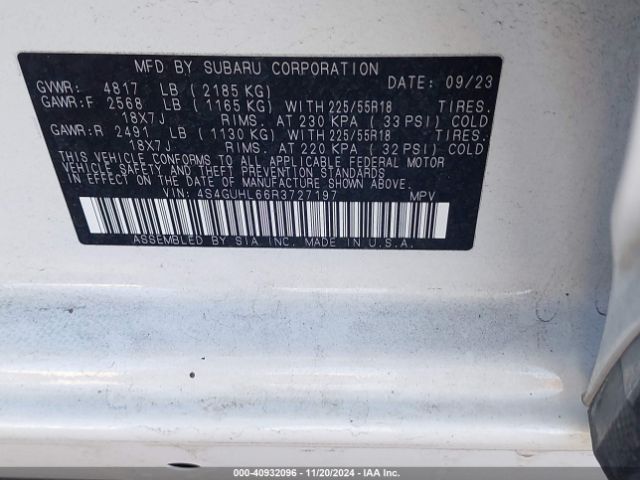 MFD BY SUBARU CORPORATION DATE: 09/23
GVWR: 4817 LB (2185 KG)
GAWR:F 2568 LB (1165 KG) WITH 225/55R18 TIRES.
18X7J RIMS. AT 230 KPA (33 PSI) COLD
GAWR:R 2491 LB (1130 KG) WITH 225/55R18 TIRES.
18X7J RIMS. AT 220 KPA (32 PSI) COLD
THIS VEHICLE CONFORMS TO ALL APPLICABLE FEDERAL MOTOR
VEHICLE SAFETY AND THEFT PREVENTION STANDARDS IN EFFECT
ON THE DATE OF MANUFACTURE SHOWN ABOVE.
VIN: 4S4GUHL66R3727197 MPV
ASSEMBLED BY SIA INC. MADE IN U.S.A.
000-40932096 - 11/20/2024 - IAA Inc.